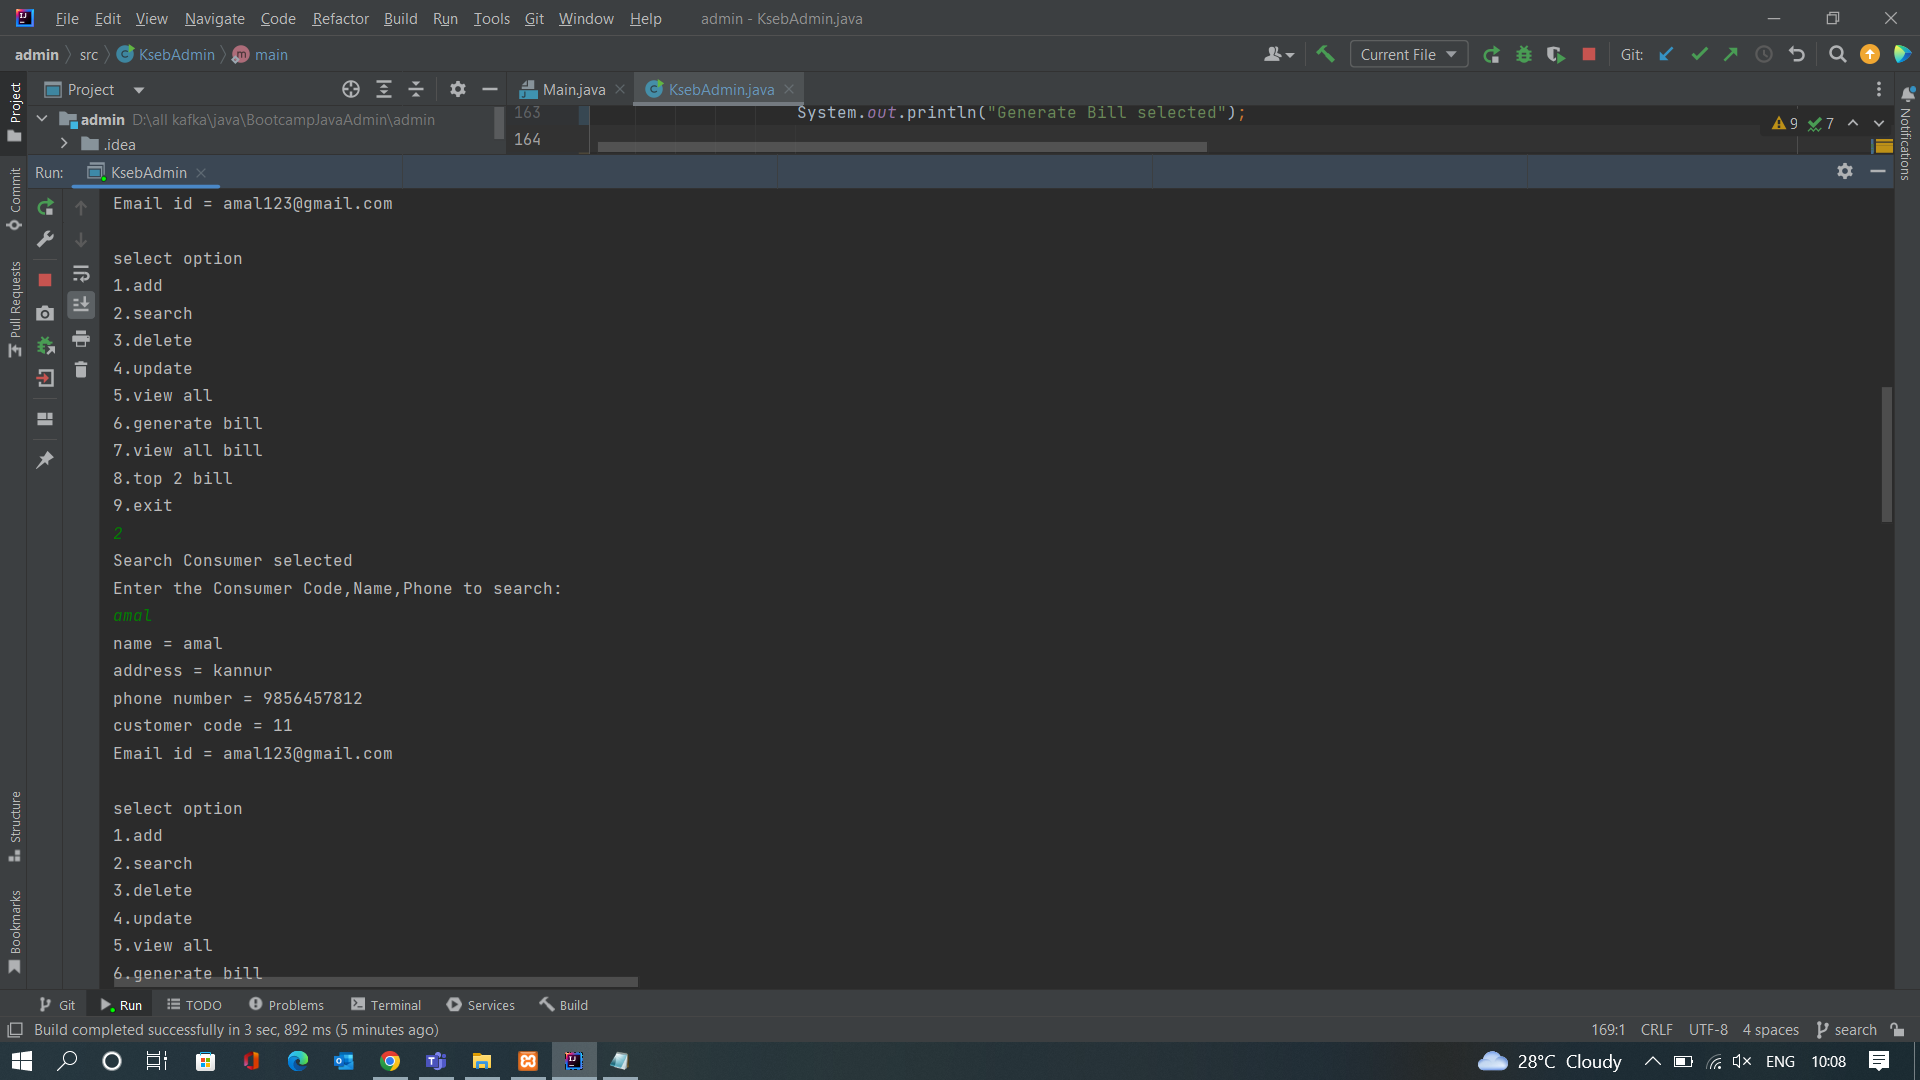 File Edit View Navigate Code Refactor Build Run Tools Git Window Help admin - KsebAdmin.java
admin src KsebAdmin main Current File Git:
Project Main.java KsebAdmin.java
admin D:\all kafka\java\BootcampJavaAdmin\admin
.idea
163 System.out.println("Generate Bill selected");
164
9 7
Run: KsebAdmin
Email id = amal123@gmail.com
select option
1.add
2.search
3.delete
4.update
5.view all
6.generate bill
7.view all bill
8.top 2 bill
9.exit
2
Search Consumer selected
Enter the Consumer Code,Name,Phone to search:
amal
name = amal
address = kannur
phone number = 9856457812
customer code = 11
Email id = amal123@gmail.com
select option
1.add
2.search
3.delete
4.update
5.view all
6.generate bill
Project
Commit
Pull Requests
Structure
Bookmarks
Notifications
Git Run TODO Problems Terminal Services Build
Build completed successfully in 3 sec, 892 ms (5 minutes ago) 169:1 CRLF UTF-8 4 spaces search
28°C Cloudy ENG 10:08